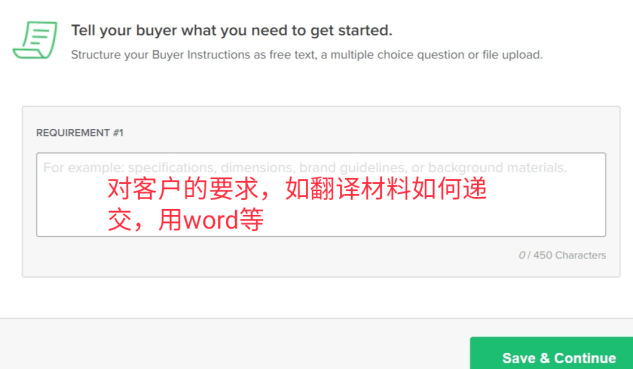 Tell your buyer what you need to get started.
Structure your Buyer Instructions as free text, a multiple choice question or file upload.
REQUIREMENT #1
For example: specifications, dimensions, brand guidelines, or background materials.
对客户的要求，如翻译材料如何递
交，用word等
0 / 450 Characters
Save & Continue